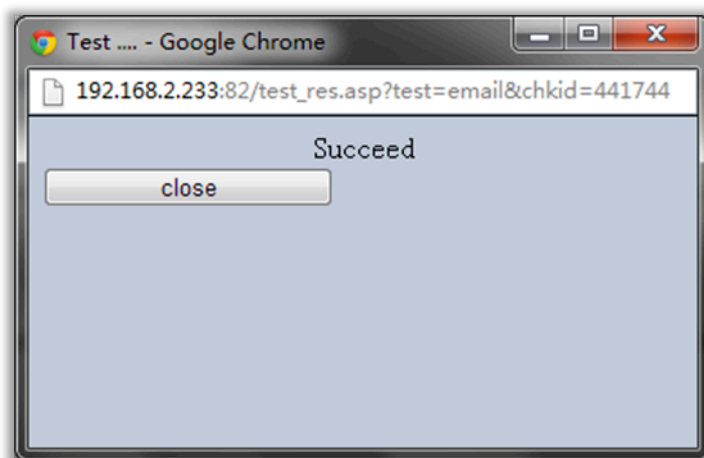 Test .... - Google Chrome
192.168.2.233:82/test_res.asp?test=email&chkid=441744
Succeed
close